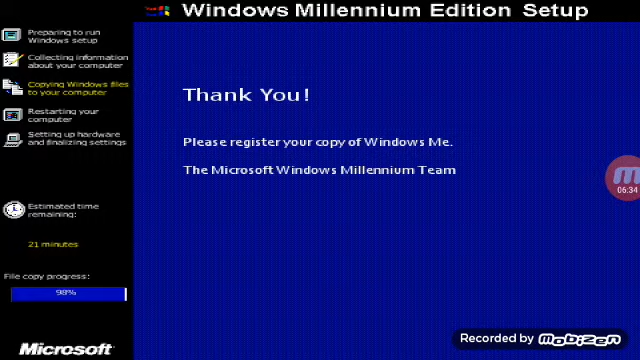 Windows Millennium Edition Setup
Preparing to run
Windows setup
Collecting information
about your computer
Copying Windows files
to your computer
Restarting your
computer
Setting up hardware
and finalizing settings
Estimated time
remaining:
21 minutes
File copy progress:
98%
Microsoft
Thank You!
Please register your copy of Windows Me.
The Microsoft Windows Millennium Team
06:34
Recorded by mobizen